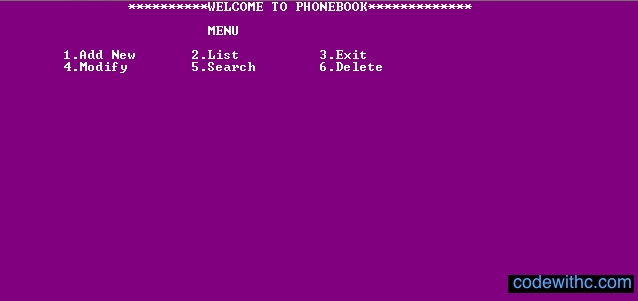 **********WELCOME TO PHONEBOOK*************
MENU
1.Add New 2.List 3.Exit
4.Modify 5.Search 6.Delete
codewithc.com